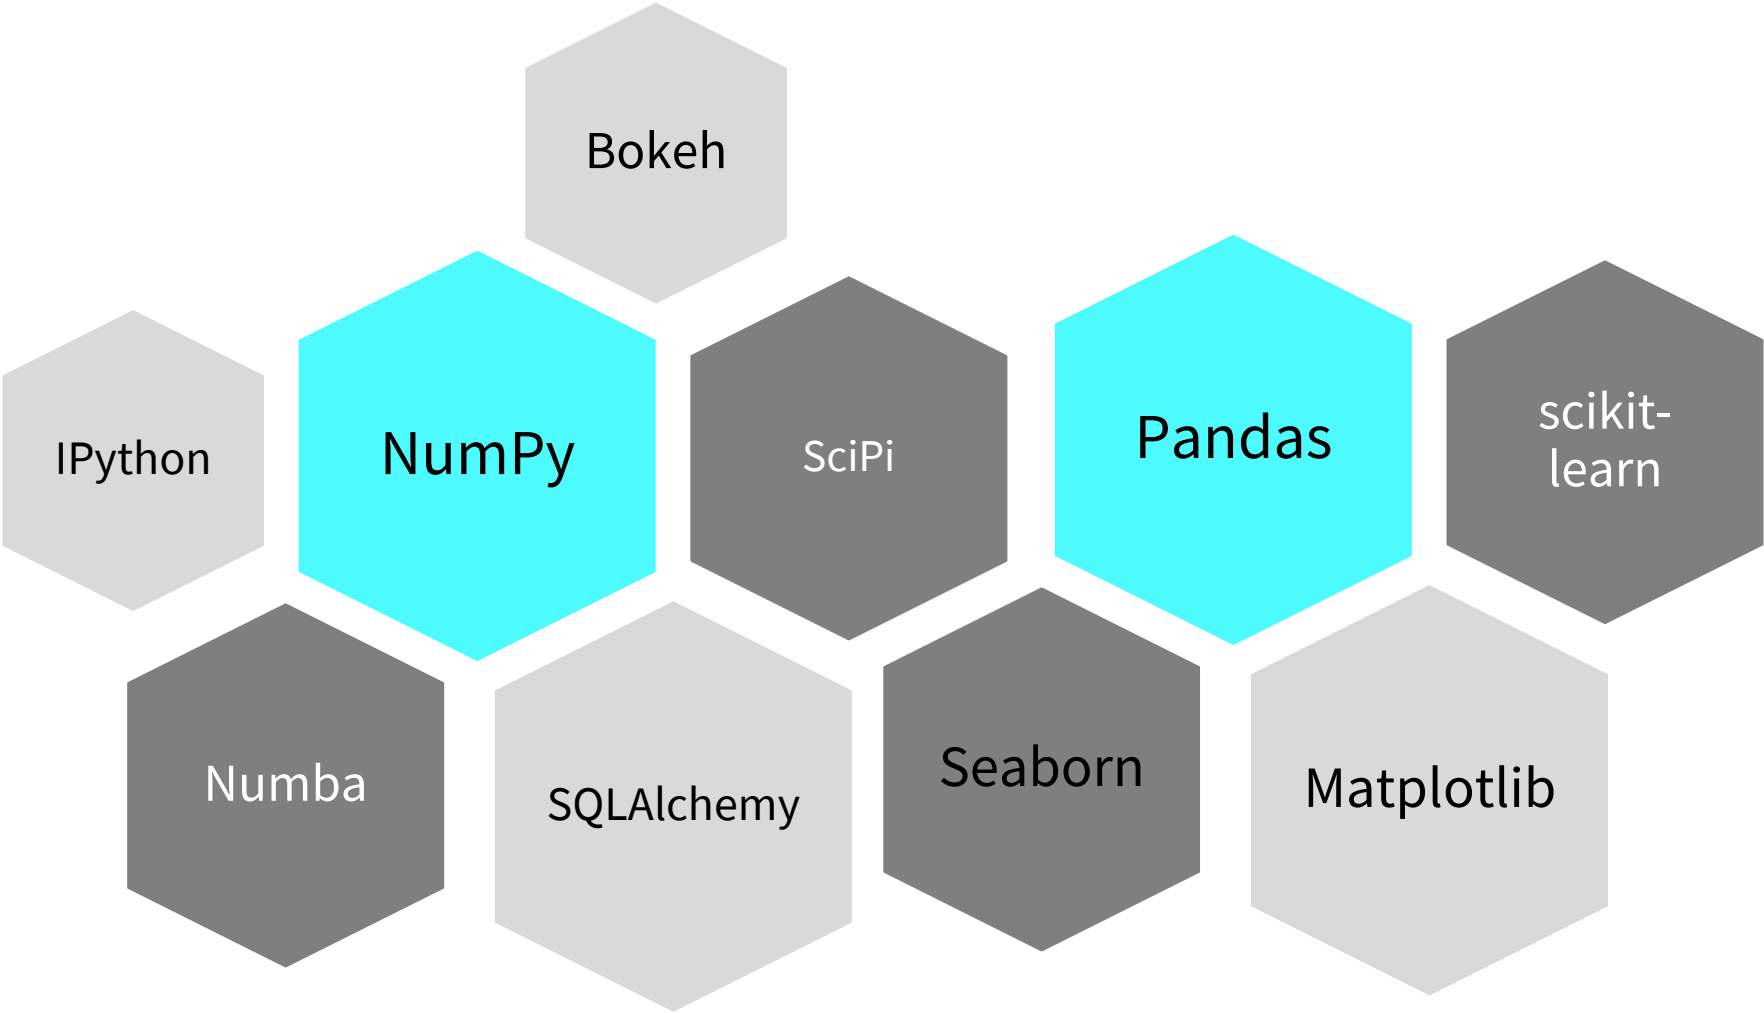 Bokeh
IPython
NumPy
SciPi
Pandas
scikit-
learn
Numba
SQLAlchemy
Seaborn
Matplotlib